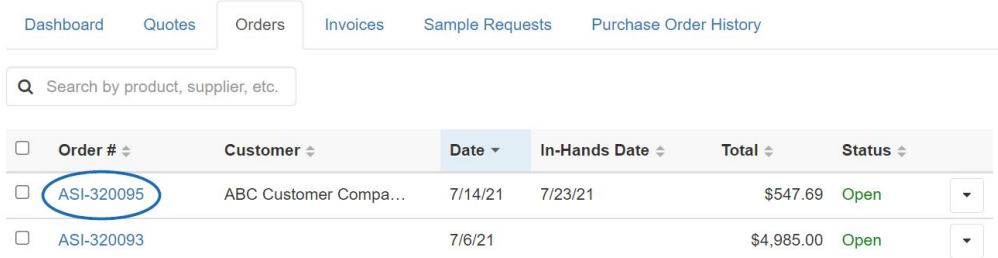 Dashboard Quotes Orders Invoices Sample Requests Purchase Order History
Search by product, supplier, etc.
Order # Customer Date In-Hands Date Total Status
ASI-320095 ABC Customer Compa... 7/14/21 7/23/21 $547.69 Open
ASI-320093 7/6/21 $4,985.00 Open